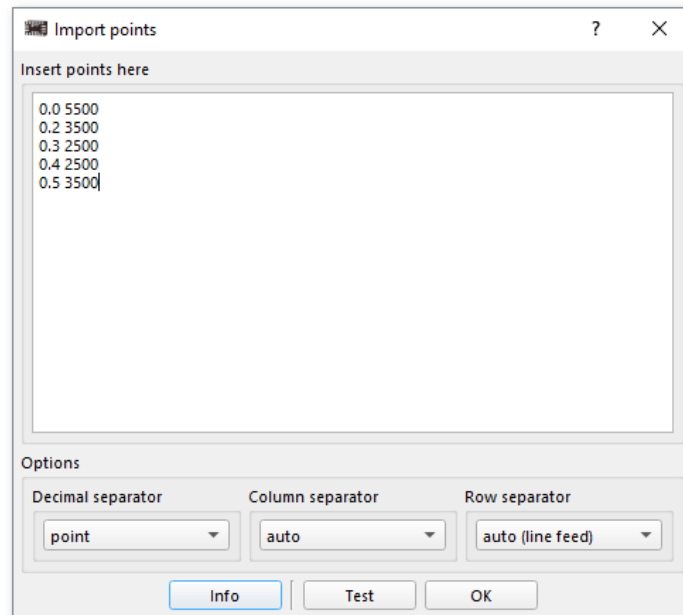 Import points
?
Insert points here
0.0 5500
0.2 3500
0.3 2500
0.4 2500
0.5 3500
Options
Decimal separator Column separator Row separator
point auto auto (line feed)
Info Test OK